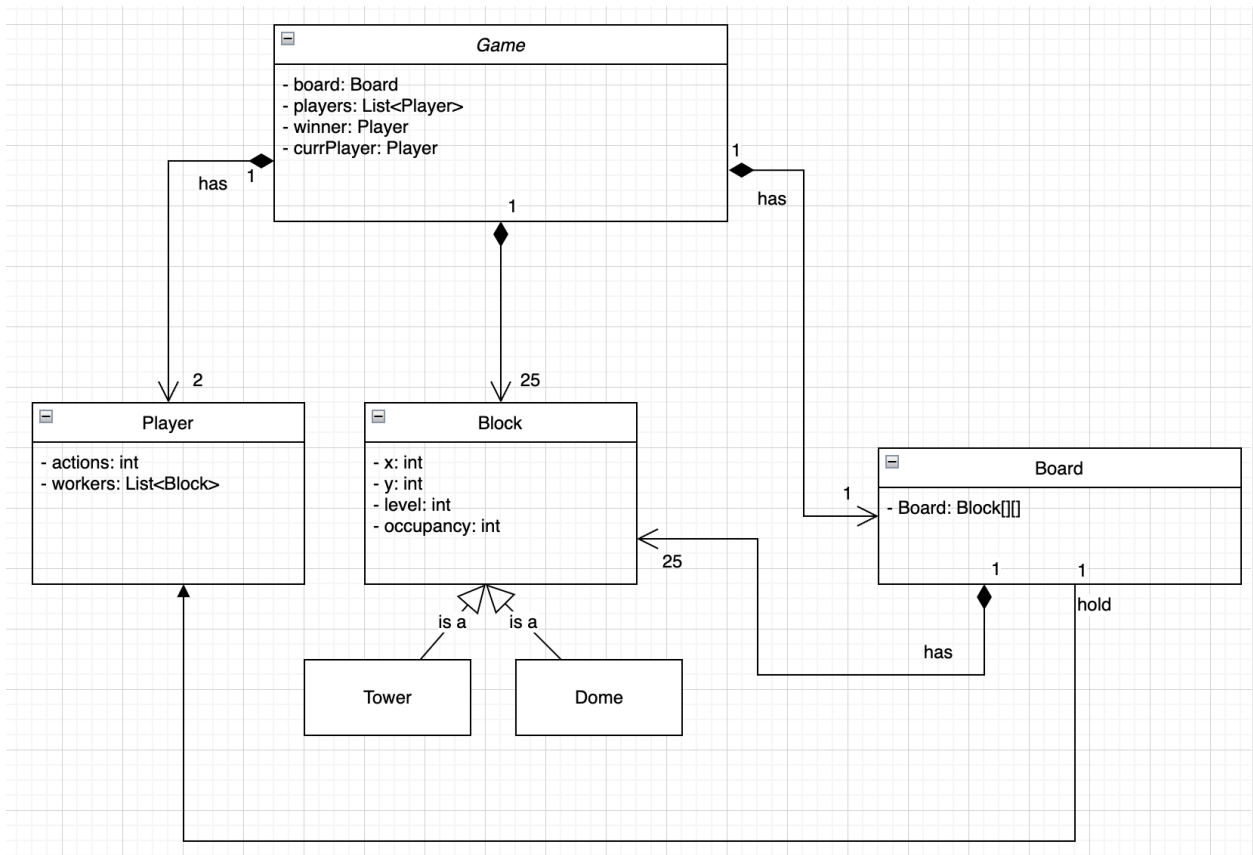 Game
- board: Board
- players: List<Player>
- winner: Player
- currPlayer: Player
1
has
1
1
has
2
25
Player
- actions: int
- workers: List<Block>
Block
- x: int
- y: int
- level: int
- occupancy: int
1
Board
- Board: Block[][]
25
1
1
hold
has
is a
is a
Tower
Dome